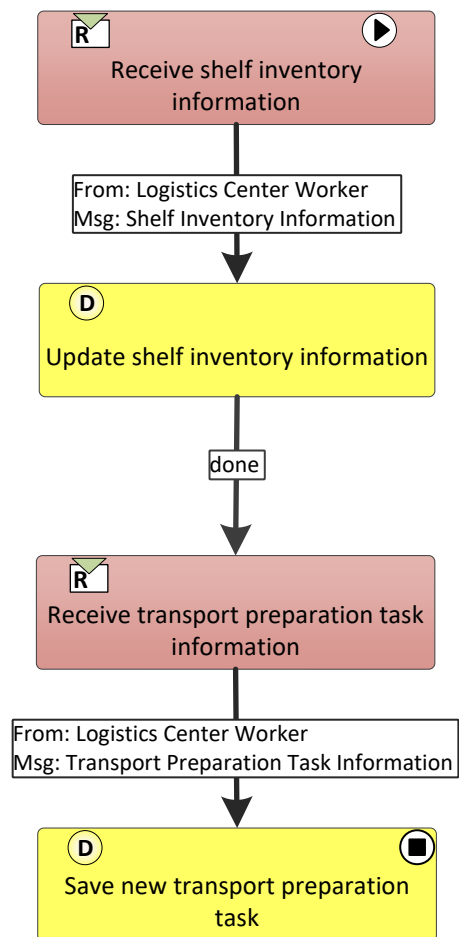 R
Receive shelf inventory
information
From: Logistics Center Worker
Msg: Shelf Inventory Information
D
Update shelf inventory information
done
R
Receive transport preparation task
information
From: Logistics Center Worker
Msg: Transport Preparation Task Information
D
Save new transport preparation
task